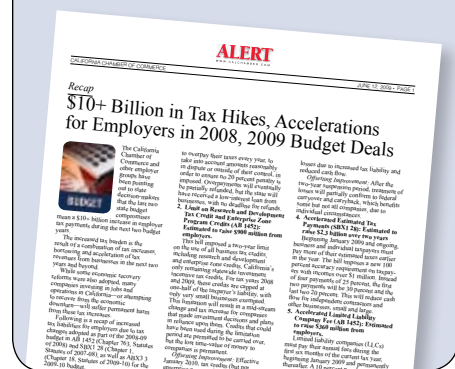 ALERT
WWW.CALCHAMBER.COM
CALIFORNIA CHAMBER OF COMMERCE
JUNE 12, 2009 • PAGE 1
Recap
$10+ Billion in Tax Hikes, Accelerations
for Employers in 2008, 2009 Budget Deals
BUDGET
The California
Chamber of
Commerce and
other employer
groups have
been pointing
out to state
decision-makers
that the last two
state budget
compromises
mean a $10+ billion increase in employer
tax payments during the next two budget
years.
The increased tax burden is the
result of a combination of tax increases,
borrowing and acceleration of tax
revenues from businesses in the next two
years and beyond.
While some economic recovery
reforms were also adopted, many
companies investing in jobs and
operations in California—or attempting
to recover from the economic
downturn—will suffer permanent harm
from these tax increases.
Following is a recap of increased
tax liabilities for employers due to tax
changes adopted as part of the 2008-09
budget in AB 1452 (Chapter 763, Statutes
of 2008) and SBX1 28 (Chapter 1,
Statutes of 2007-08), as well as ABX3 3
(Chapter 18, Statutes of 2009-10) for the
2009-10 budget.
to overpay their taxes every year, to
take into account amounts reasonably
in dispute or outside of their control, in
order to ensure no 20 percent penalty is
imposed. Overpayments will eventually
be partially refunded, but the state will
have received a low-interest loan from
businesses, with no deadline for refunds.
2. Limit on Research and Development
Tax Credit and Enterprise Zone
Program Credits (AB 1452):
Estimated to raise $690 million from
employers.
This bill imposed a two-year limit
on the use of all business tax credits,
including research and development
and enterprise zone credits, California's
only remaining statewide investment
incentive tax credits. For tax years 2008
and 2009, these credits are capped at
one-half of the taxpayer's liability, with
only very small businesses exempted.
This limitation will result in a mid-stream
change and tax increase for companies
that made investment decisions and plans
in reliance upon them. Credits that could
have been used during the limitation
period are permitted to be carried over,
but the low time-value of money to
companies is permanent.
Offsetting Improvement: Effective
January 2010, tax credits (but not
losses due to increased tax liability and
reduced cash flow.
Offsetting Improvement: After the
two-year suspension period, treatment of
losses will partially conform to federal
carryover and carryback, which benefits
some but not all companies, due to
individual circumstances.
4. Accelerated Estimated Tax
Payments (SBX1 28): Estimated to
raise $2.3 billion over two years
Beginning January 2009 and ongoing,
business and individual taxpayers must
pay more of their estimated taxes earlier
in the year. The bill imposes a new 100
percent accuracy requirement on taxpay-
ers with incomes over $1 million. Instead
of four payments of 25 percent, the first
two payments will be 30 percent and the
last two 20 percent. This will reduce cash
flow for independent contractors and
other businesses, small and large.
5. Accelerated Limited Liability
Company Fee (AB 1452): Estimated
to raise $360 million from
employers.
Limited liability companies (LLCs)
must pay their annual fees during the
first six months of the current tax year,
beginning January 2009 and permanently
thereafter. A 10 percent